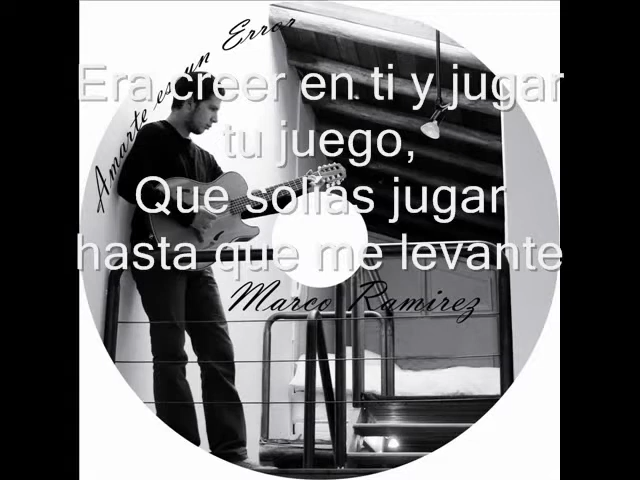 Amarte es un Error
Era creer en ti y jugar
tu juego,
Que solias jugar
hasta que me levante
Marco Ramirez